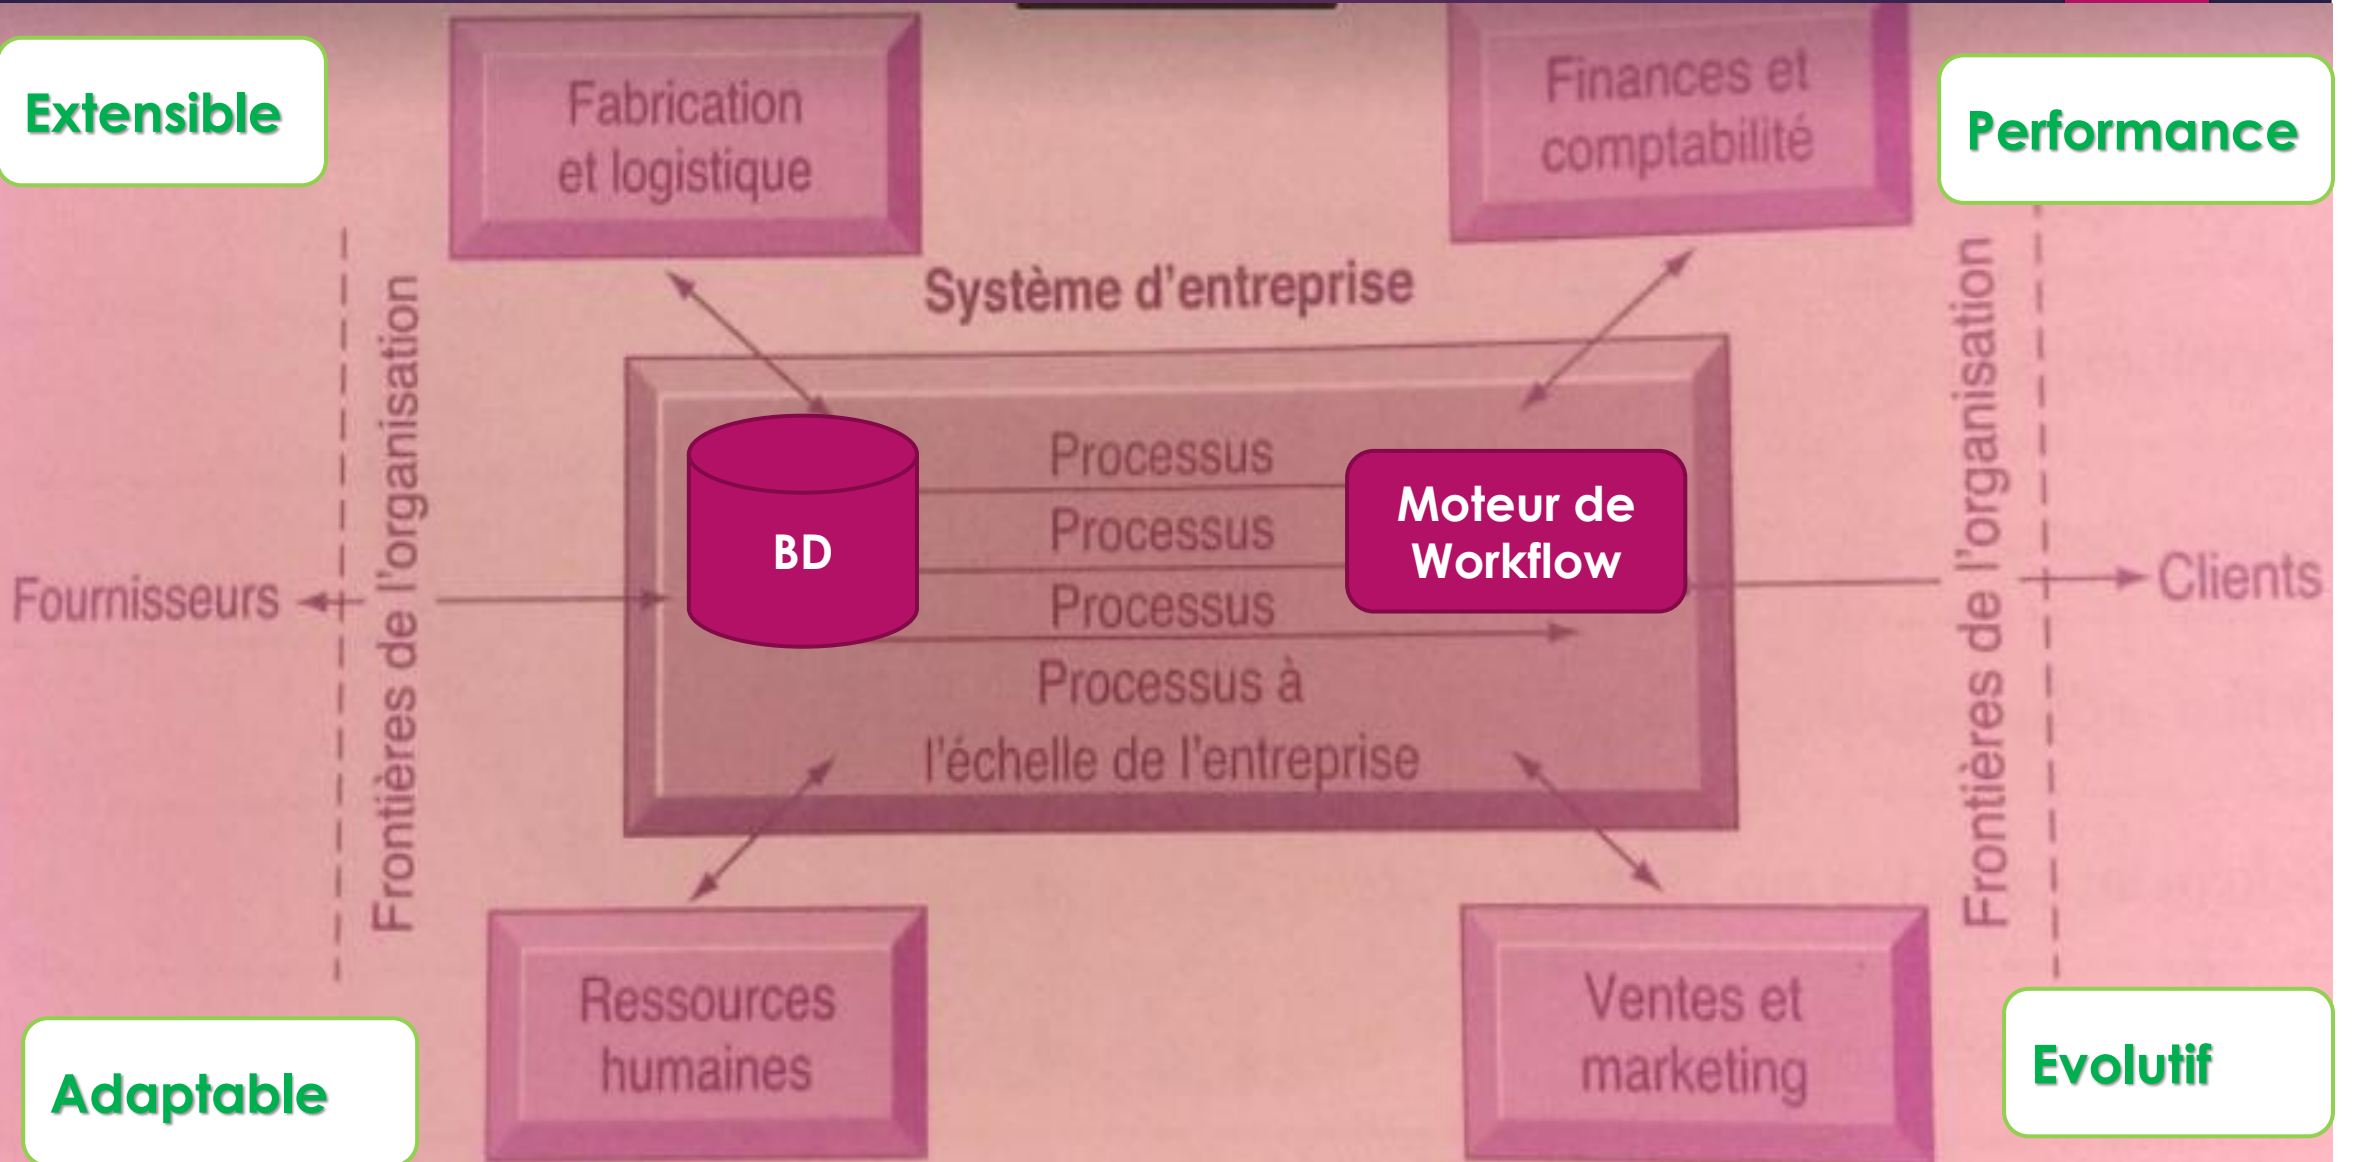 Extensible
Fabrication
et logistique
Finances et
comptabilité
Performance
Système d'entreprise
Frontières de l'organisation
Fournisseurs
BD
Processus
Processus
Processus
Processus à
l'échelle de l'entreprise
Moteur de
Workflow
Frontières de l'organisation
Clients
Adaptable
Ressources
humaines
Ventes et
marketing
Evolutif